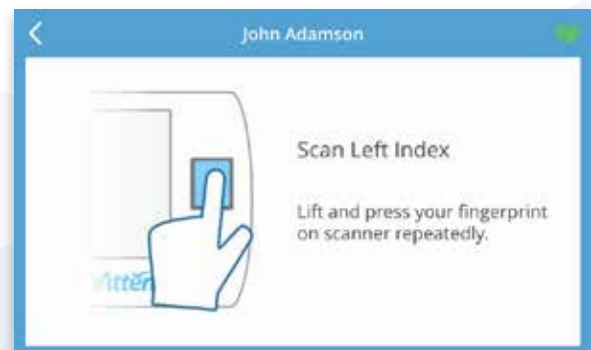 John Adamson
Scan Left Index
Lift and press your fingerprint
on scanner repeatedly.